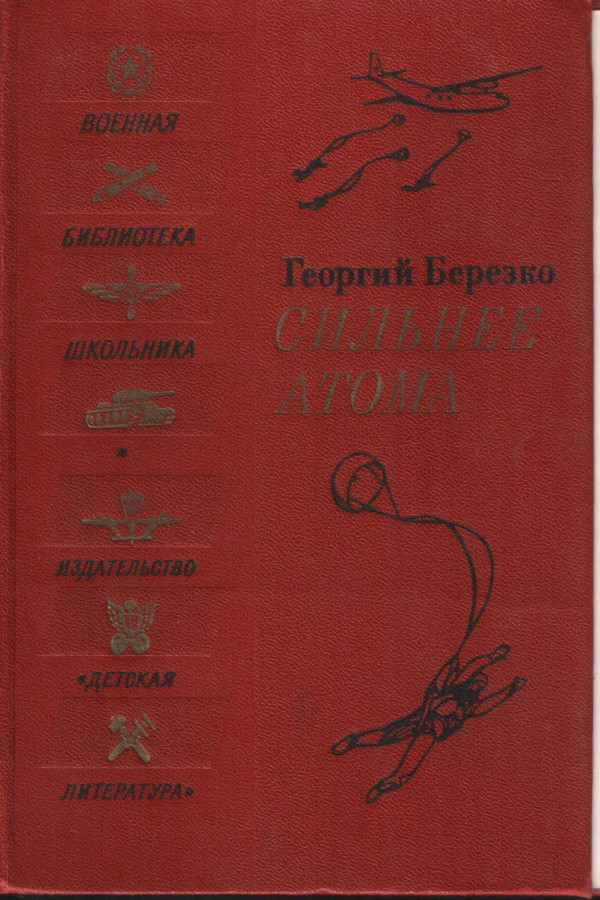 ВОЕННАЯ
БИБЛИОТЕКА
ШКОЛЬНИКА
*
ИЗДАТЕЛЬСТВО
«ДЕТСКАЯ
ЛИТЕРАТУРА»
Георгий Березко
СИЛЬНЕЕ
АТОМА